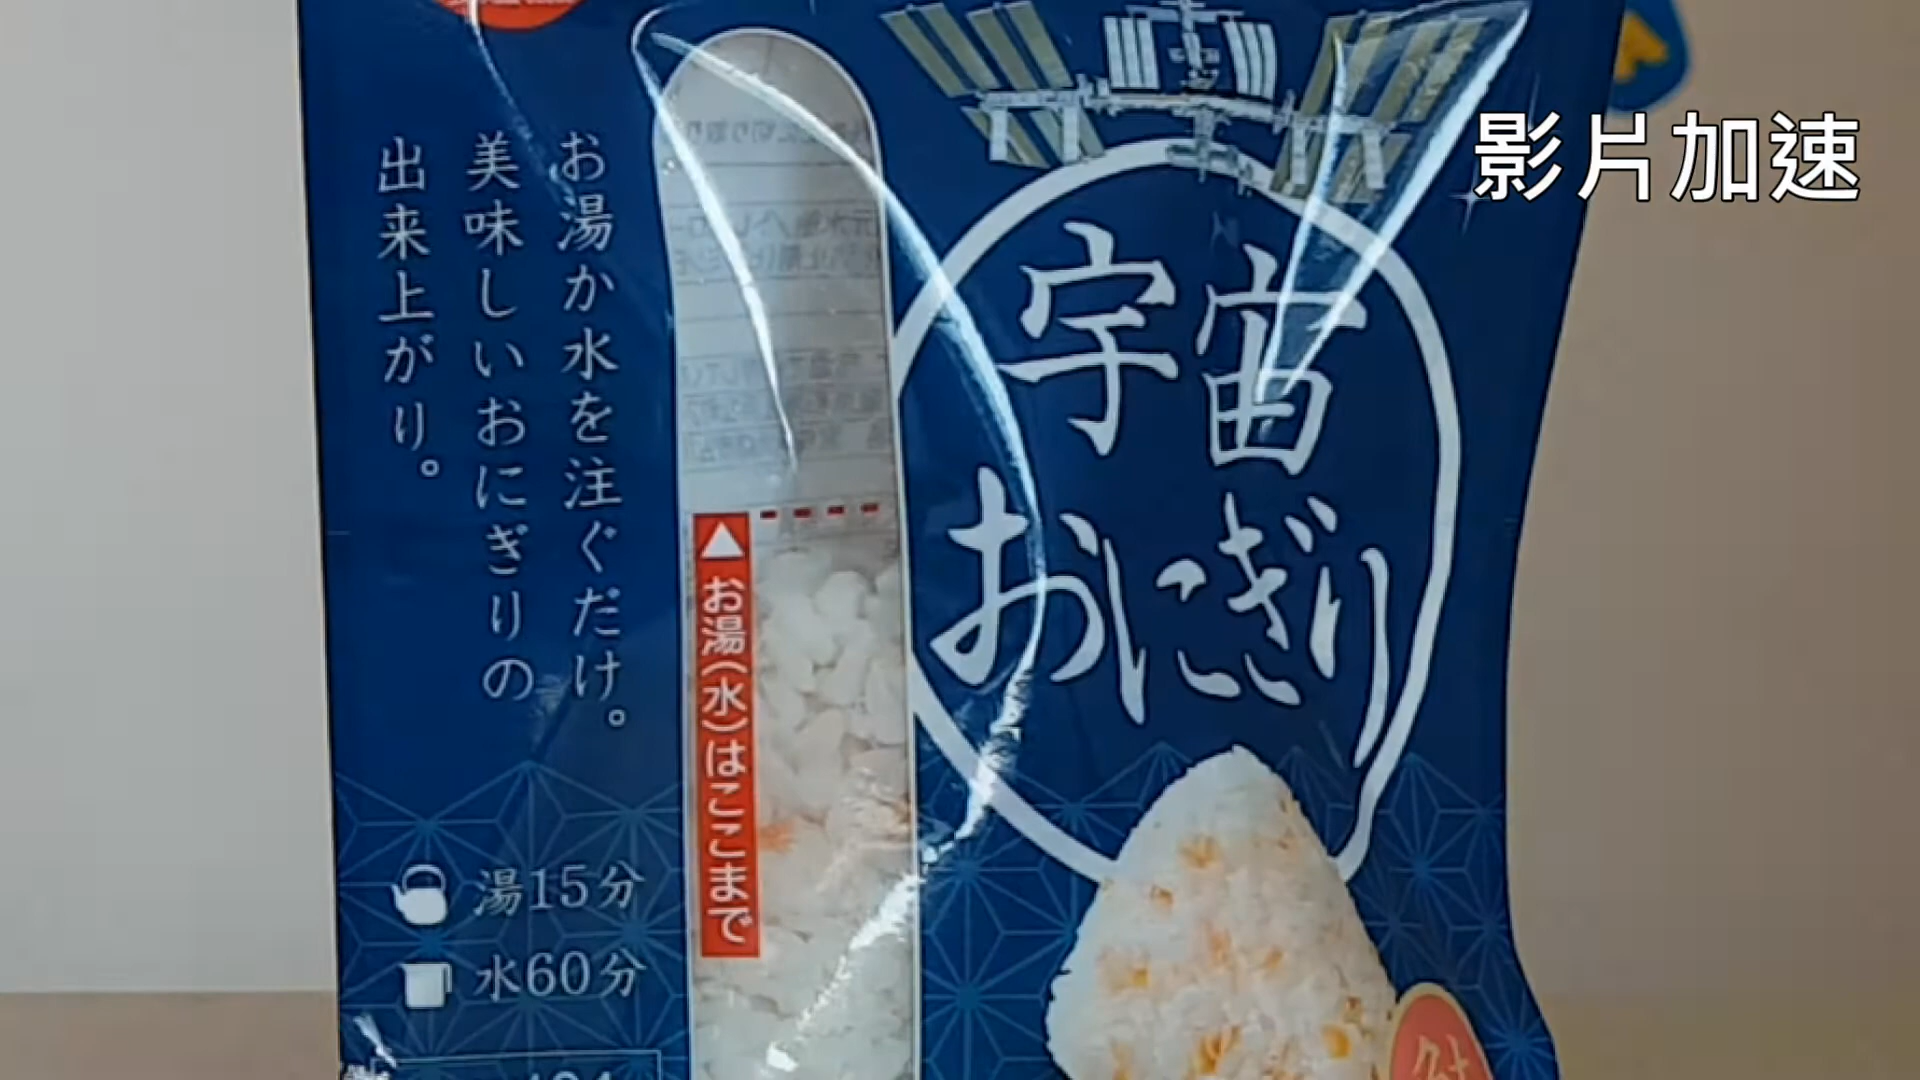 影片加速
宇宙
おにぎり
お湯か水を注ぐだけ。
美味しいおにぎりの
出来上がり。
お湯(水)はここまで
湯15分
水60分